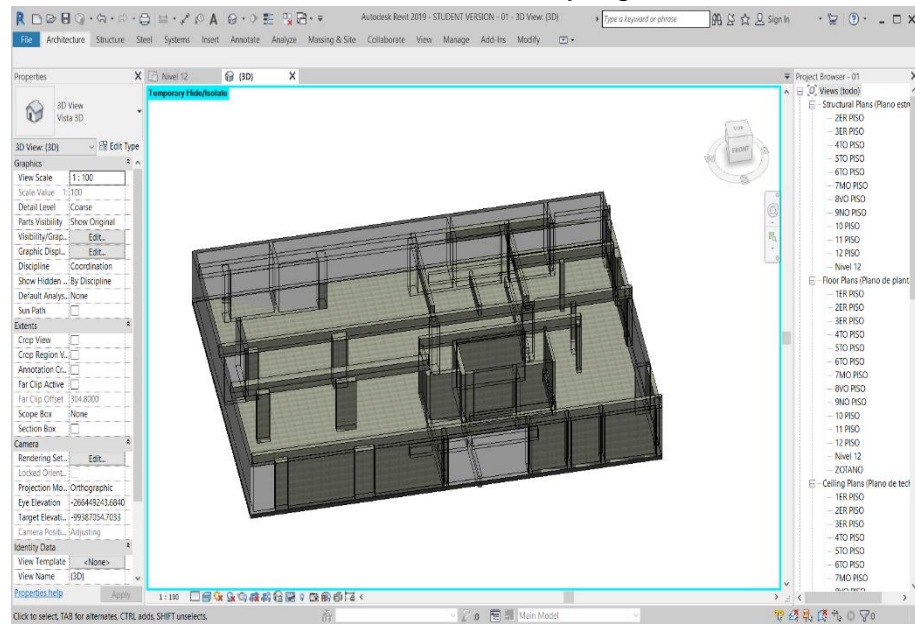 Autodesk Revit 2019 - STUDENT VERSION - 01 - 3D View: {3D}
Type a keyword or phrase
Sign In
File Architecture Structure Steel Systems Insert Annotate Analyze Massing & Site Collaborate View Manage Add-Ins Modify
Properties X
3D View
Vista 3D
3D View: {3D} Edit Type
Graphics
View Scale 1 : 100
Scale Value 1: 100
Detail Level Coarse
Parts Visibility Show Original
Visibility/Grap... Edit...
Graphic Displ... Edit...
Discipline Coordination
Show Hidden ... By Discipline
Default Analys... None
Sun Path
Extents
Crop View
Crop Region V...
Annotation Cr...
Far Clip Active
Far Clip Offset 304.8000
Scope Box None
Section Box
Camera
Rendering Set... Edit...
Locked Orient...
Projection Mo... Orthographic
Eye Elevation -266449243.6840
Target Elevati... -99387054.7033
Camera Positi... Adjusting
Identity Data
View Template <None>
View Name {3D}
Properties help Apply
Nivel 12 {3D} X
Temporary Hide/Isolate
TOP
FRONT
1 : 100
Project Browser - 01 X
Views (todo)
Structural Plans (Plano estr
2ER PISO
3ER PISO
4TO PISO
5TO PISO
6TO PISO
7MO PISO
8VO PISO
9NO PISO
10 PISO
11 PISO
12 PISO
Nivel 12
Floor Plans (Plano de plant
1ER PISO
2ER PISO
3ER PISO
4TO PISO
5TO PISO
6TO PISO
7MO PISO
8VO PISO
9NO PISO
10 PISO
11 PISO
12 PISO
Nivel 12
ZOTANO
Ceiling Plans (Plano de tecl
1ER PISO
2ER PISO
3ER PISO
4TO PISO
5TO PISO
6TO PISO
7MO PISO
Click to select, TAB for alternates, CTRL adds, SHIFT unselects. :0 Main Model :0